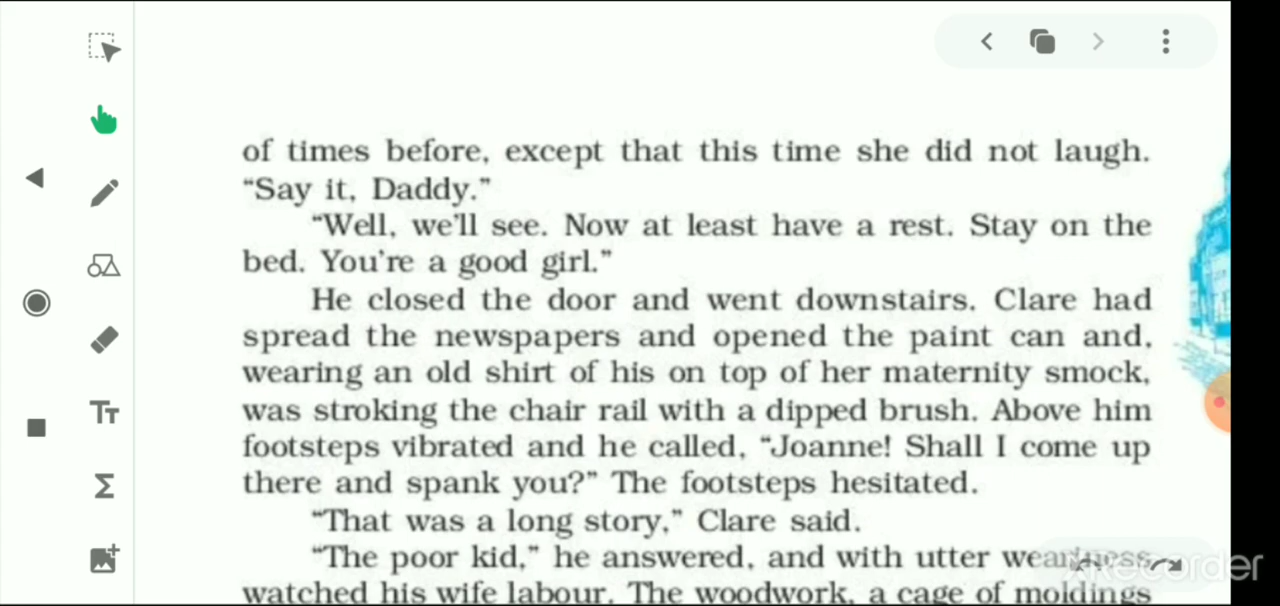 of times before, except that this time she did not laugh.
“Say it, Daddy.”
“Well, we’ll see. Now at least have a rest. Stay on the
bed. You’re a good girl.”
He closed the door and went downstairs. Clare had
spread the newspapers and opened the paint can and,
wearing an old shirt of his on top of her maternity smock,
was stroking the chair rail with a dipped brush. Above him
footsteps vibrated and he called, “Joanne! Shall I come up
there and spank you?” The footsteps hesitated.
“That was a long story,” Clare said.
“The poor kid,” he answered, and with utter weariness
watched his wife labour. The woodwork, a cage of moldings
XRecorder
Tт
Σ